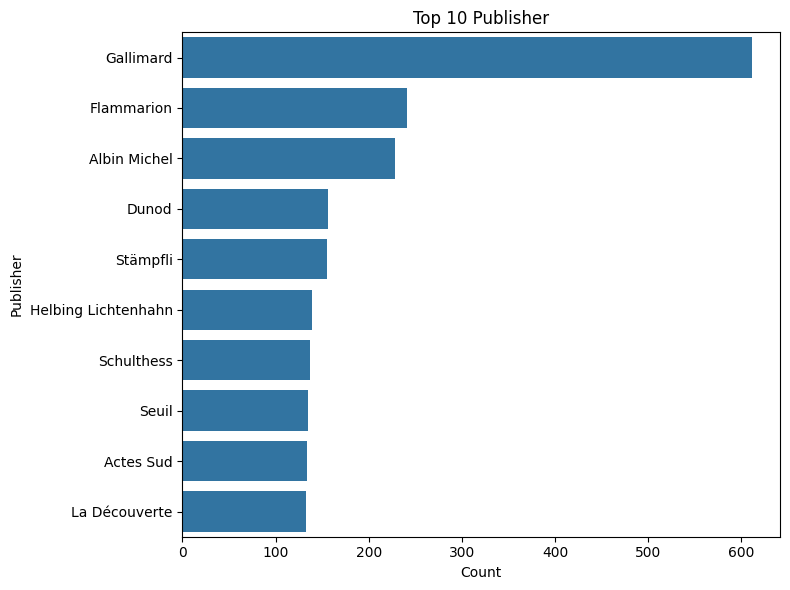 Top 10 Publisher
Publisher
Gallimard
Flammarion
Albin Michel
Dunod
Stämpfli
Helbing Lichtenhahn
Schulthess
Seuil
Actes Sud
La Découverte
0 100 200 300 400 500 600
Count